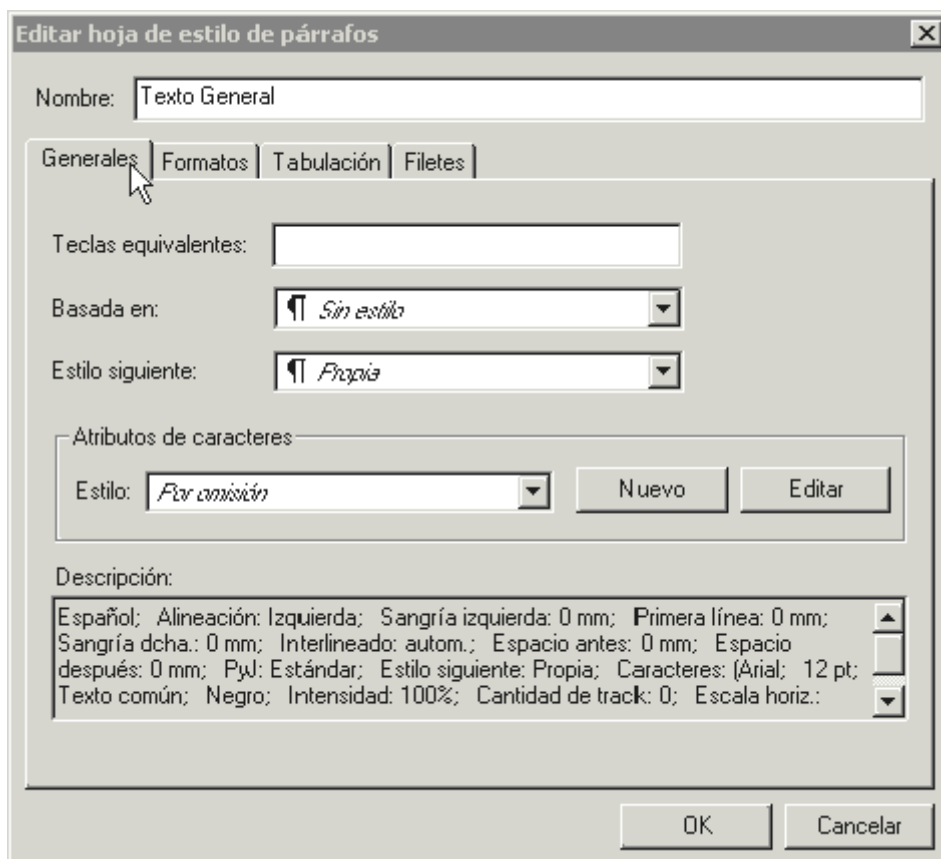 Editar hoja de estilo de párrafos
Nombre: Texto General
Generales Formatos Tabulación Filetes
Teclas equivalentes:
Basada en: ¶ Sin estilo
Estilo siguiente: ¶ Propia
Atributos de caracteres
Estilo: Por omisión Nuevo Editar
Descripción:
Español; Alineación: Izquierda; Sangría izquierda: 0 mm; Primera línea: 0 mm;
Sangría dcha.: 0 mm; Interlineado: autom.; Espacio antes: 0 mm; Espacio
después: 0 mm; PyJ: Estándar; Estilo siguiente: Propia; Caracteres: (Arial; 12 pt;
Texto común; Negro; Intensidad: 100%; Cantidad de track: 0; Escala horiz.:
OK Cancelar